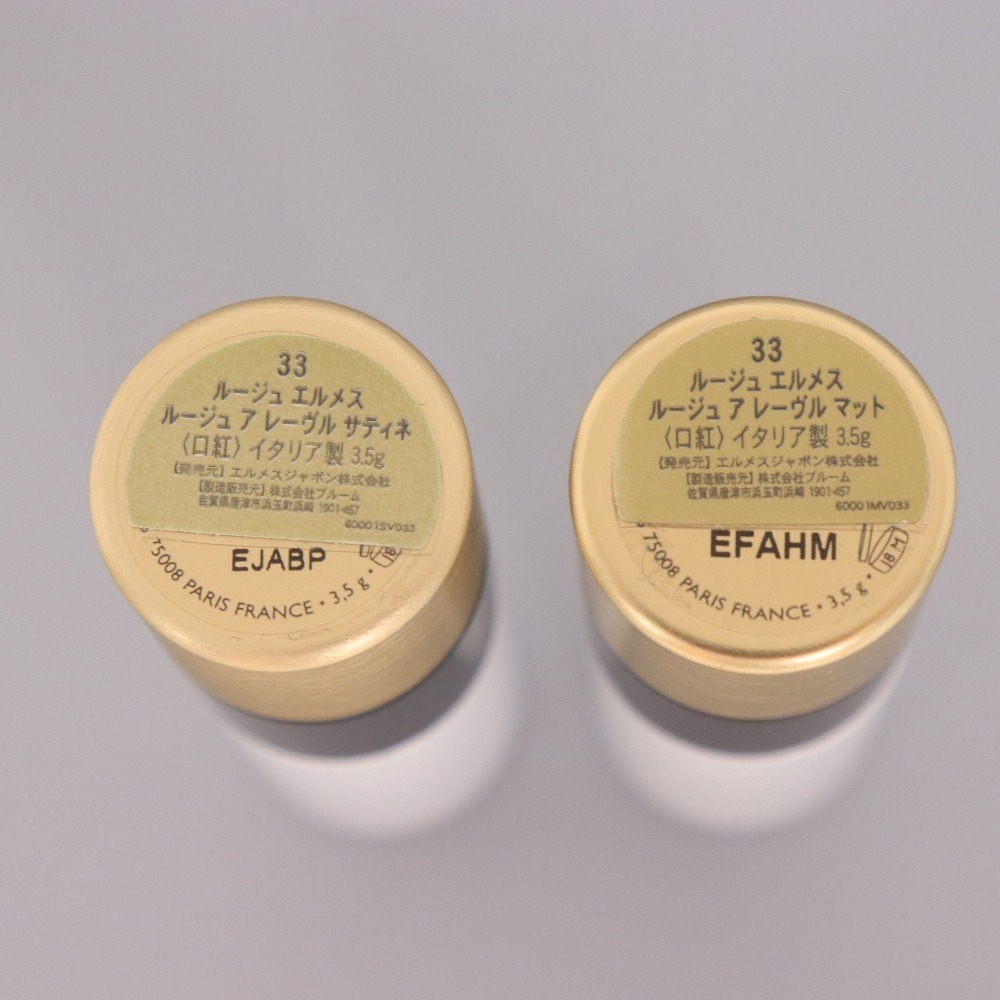 33
ルージュ エルメス
ルージュ ア レーヴル サティネ
〈口紅〉イタリア製 3.5g
【発売元】エルメスジャポン株式会社
【製造販売元】株式会社ブルーム
佐賀県唐津市浜玉町浜崎 1901-457
60001SV033
EJABP
75008 PARIS FRANCE • 3,5 g •
33
ルージュ エルメス
ルージュ ア レーヴル マット
〈口紅〉イタリア製 3.5g
【発売元】エルメスジャポン株式会社
【製造販売元】株式会社ブルーム
佐賀県唐津市浜玉町浜崎 1901-457
60001MV033
EFAHM
75008 PARIS FRANCE • 3,5 g •
18 M